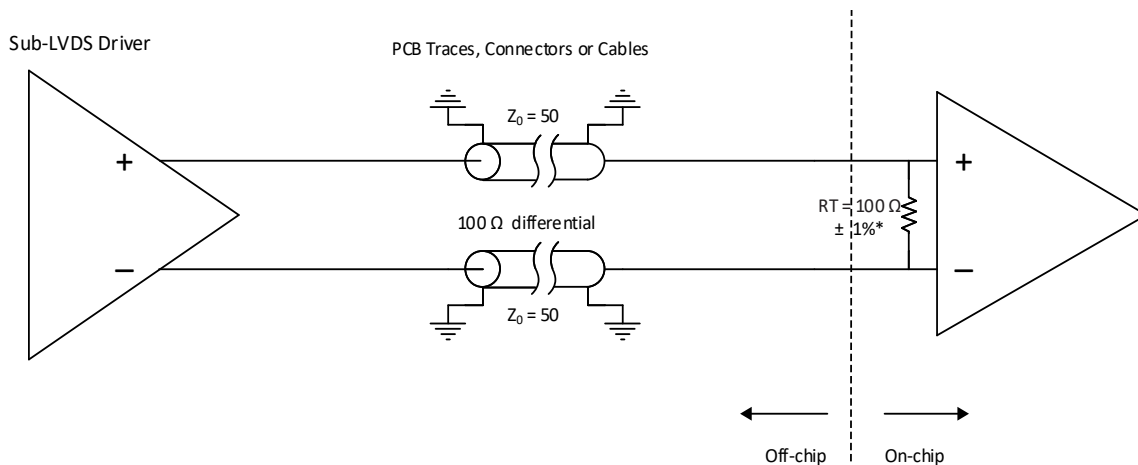 Sub-LVDS Driver
PCB Traces, Connectors or Cables
Z0 = 50
+
+
RT = 100 Ω
± 1%*
100 Ω differential
−
−
Z0 = 50
Off-chip
On-chip